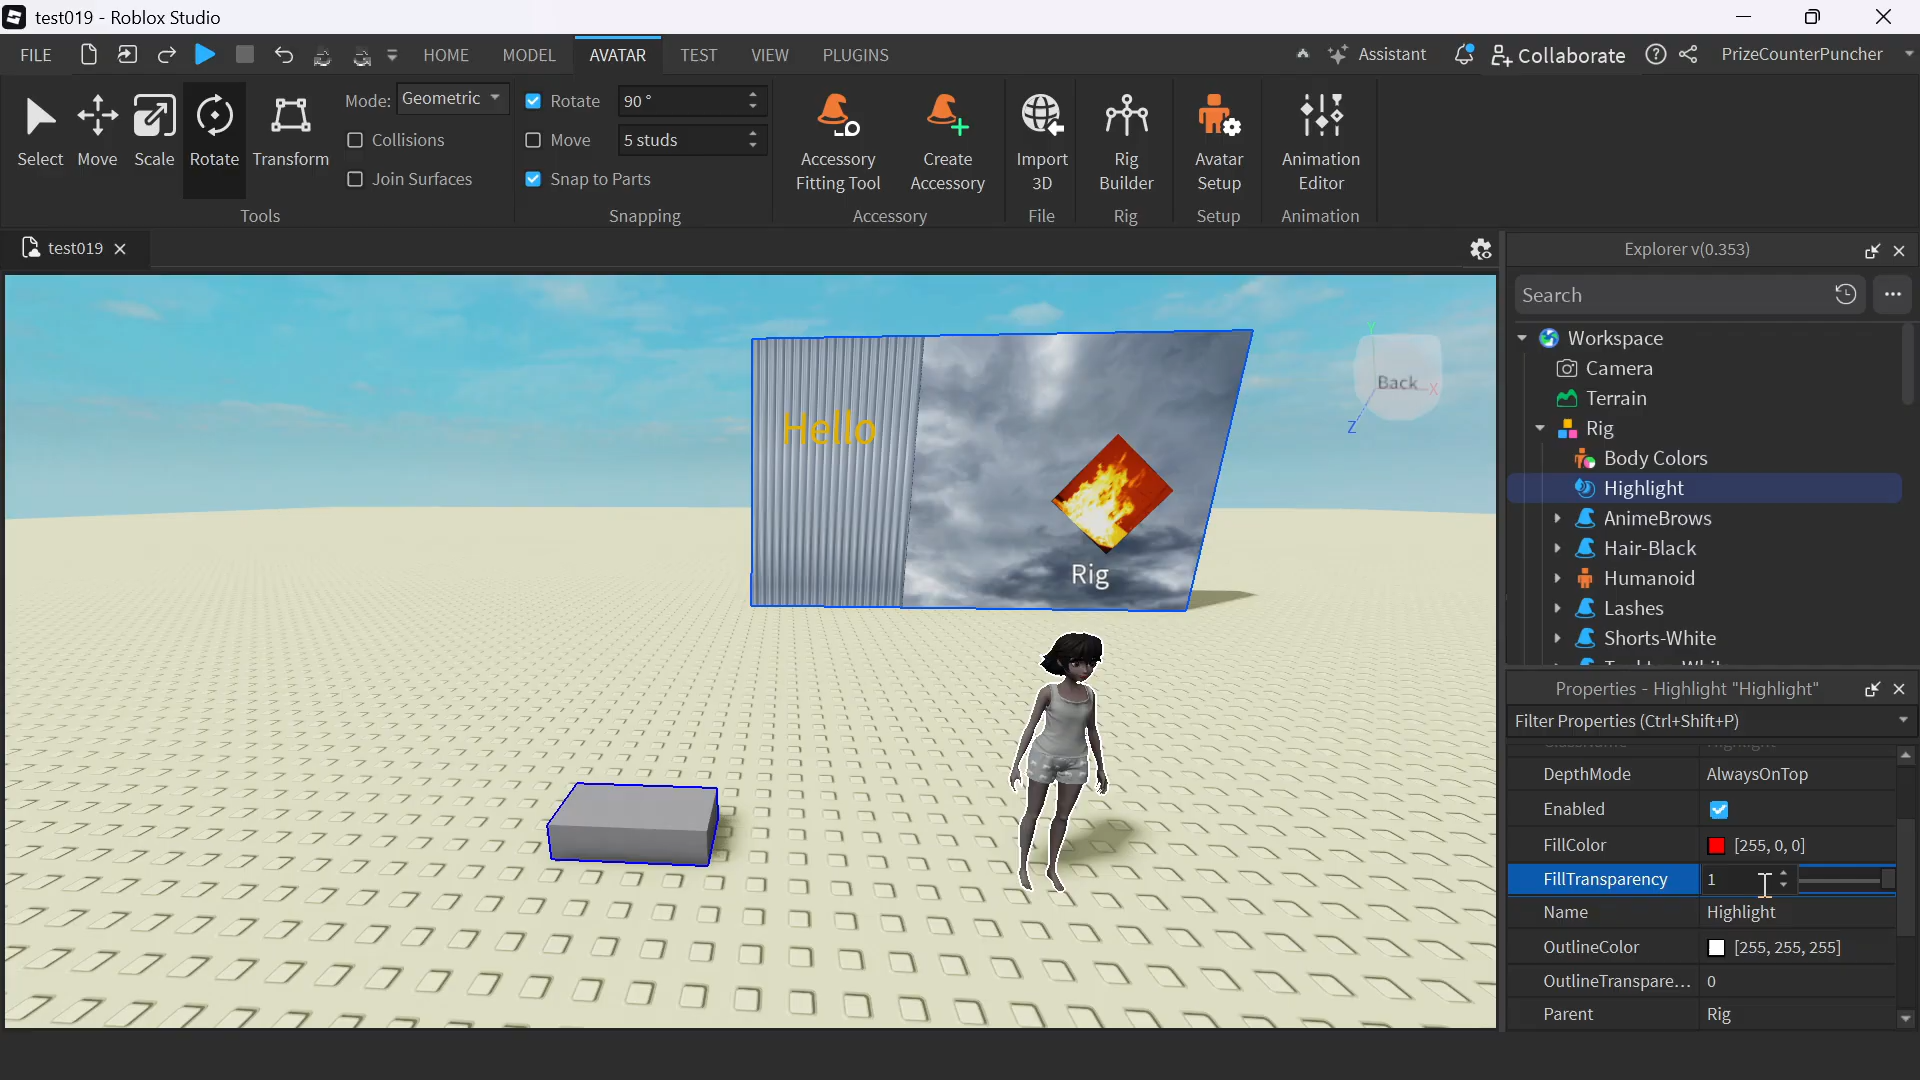 test019 - Roblox Studio
FILE HOME MODEL AVATAR TEST VIEW PLUGINS Assistant Collaborate PrizeCounterPuncher
Select Move Scale Rotate Transform
Mode: Geometric
Collisions
Join Surfaces
Tools
Rotate 90 °
Move 5 studs
Snap to Parts
Snapping
Accessory Fitting Tool
Create Accessory
Accessory
Import 3D
File
Rig Builder
Rig
Avatar Setup
Setup
Animation Editor
Animation
test019
Hello
Rig
Back
Y
X
Z
Explorer v(0.353)
Search
Workspace
Camera
Terrain
Rig
Body Colors
Highlight
AnimeBrows
Hair-Black
Humanoid
Lashes
Shorts-White
Properties - Highlight "Highlight"
Filter Properties (Ctrl+Shift+P)
DepthMode AlwaysOnTop
Enabled
FillColor [255, 0, 0]
FillTransparency 1
Name Highlight
OutlineColor [255, 255, 255]
OutlineTranspare... 0
Parent Rig